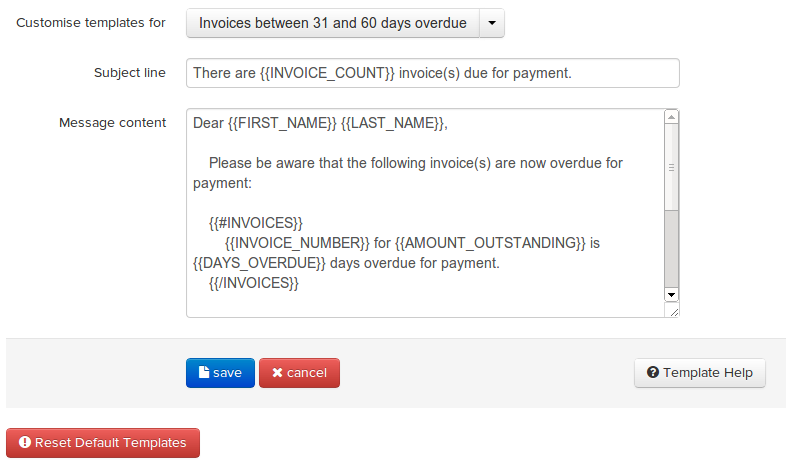 Customise templates for Invoices between 31 and 60 days overdue
Subject line There are {{INVOICE_COUNT}} invoice(s) due for payment.
Message content Dear {{FIRST_NAME}} {{LAST_NAME}},
Please be aware that the following invoice(s) are now overdue for
payment:
{{#INVOICES}}
{{INVOICE_NUMBER}} for {{AMOUNT_OUTSTANDING}} is
{{DAYS_OVERDUE}} days overdue for payment.
{{/INVOICES}}
save cancel Template Help
Reset Default Templates